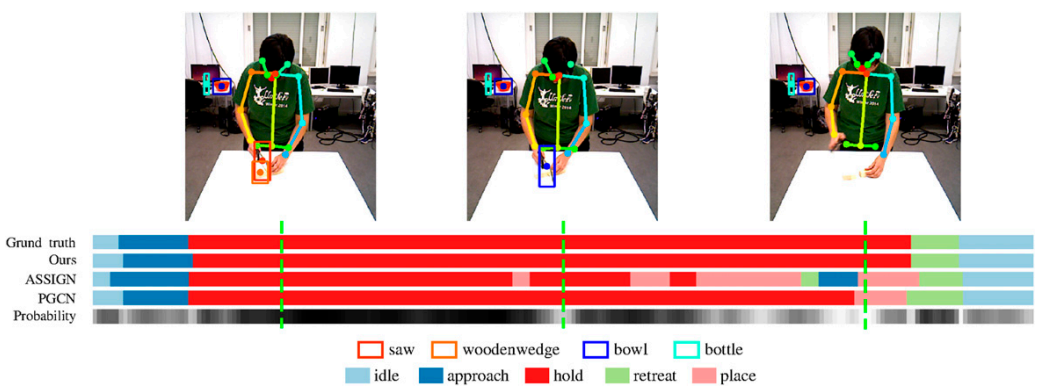 Grund truth
Ours
ASSIGN
PGCN
Probability
saw woodenwedge bowl bottle
idle approach hold retreat place